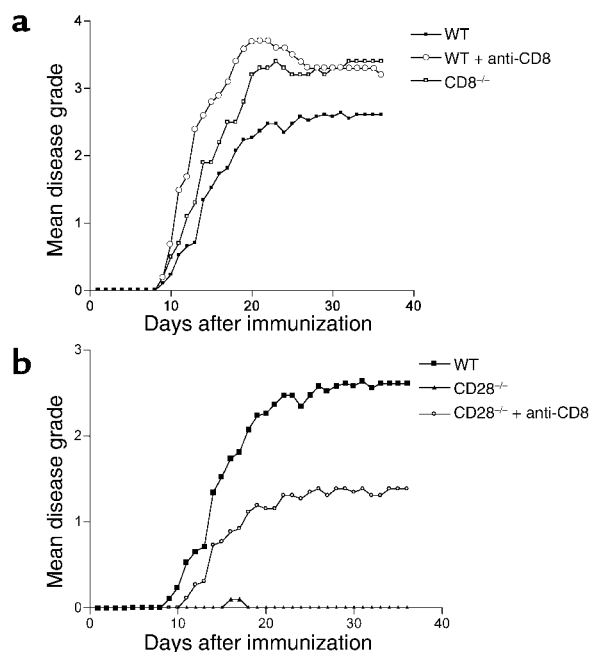 a
WT
WT + anti-CD8
CD8–/–
Mean disease grade
4
3
2
1
0
0 10 20 30 40
Days after immunization
b
WT
CD28–/–
CD28–/– + anti-CD8
Mean disease grade
3
2
1
0
0 10 20 30 40
Days after immunization